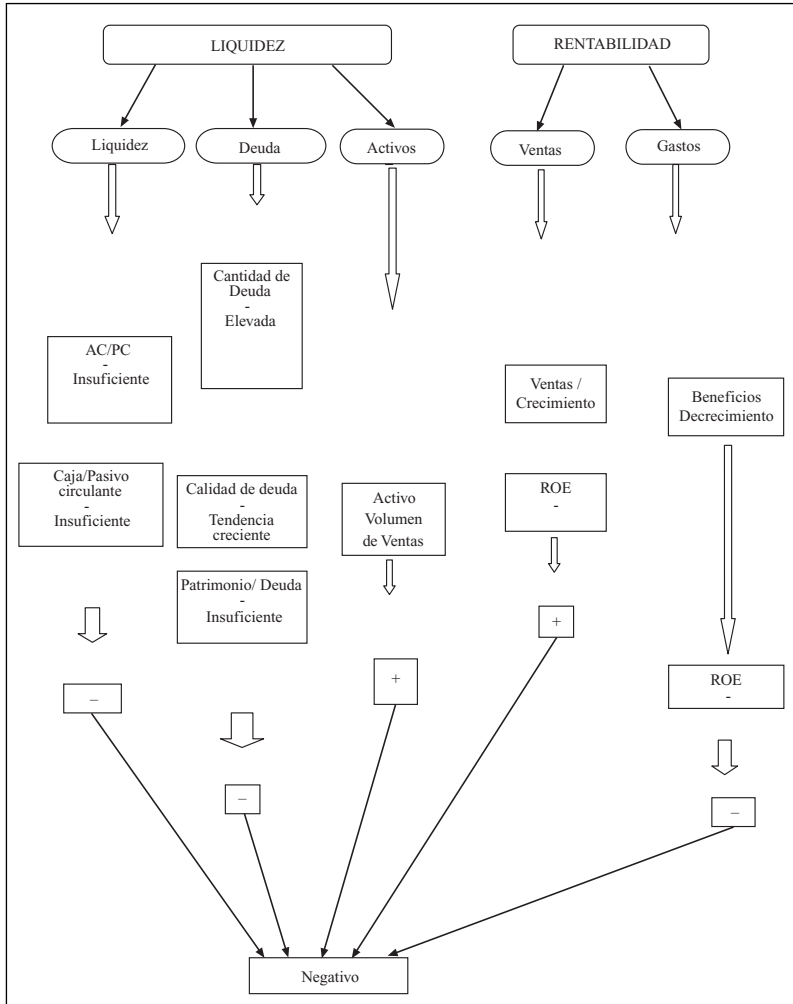 LIQUIDEZ
RENTABILIDAD
Liquidez
Deuda
Activos
Ventas
Gastos
Cantidad de
Deuda
-
Elevada
AC/PC
-
Insuficiente
Ventas /
Crecimiento
Beneficios
Decrecimiento
Caja/Pasivo
circulante
-
Insuficiente
Calidad de deuda
-
Tendencia
creciente
Activo
Volumen
de Ventas
ROE
-
Patrimonio/ Deuda
-
Insuficiente
+
+
–
ROE
-
–
–
Negativo